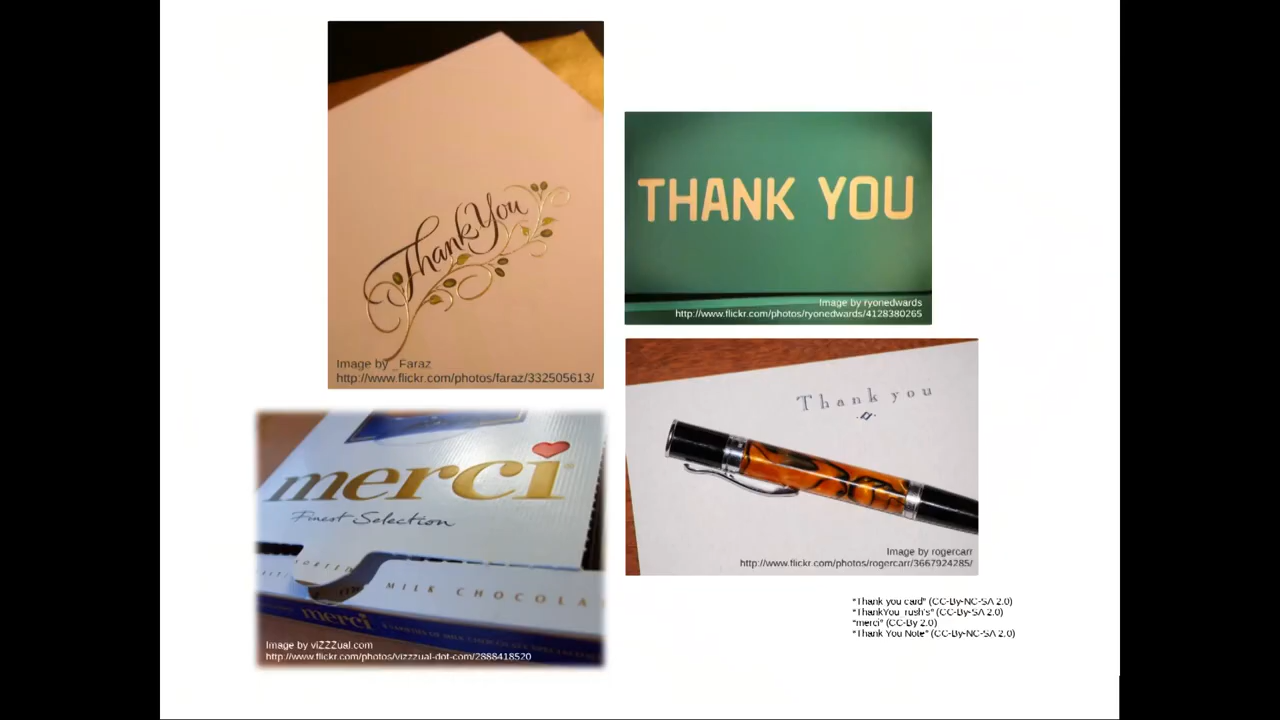 Thank You
Image by _Faraz
http://www.flickr.com/photos/faraz/332505613/
THANK YOU
Image by ryonedwards
http://www.flickr.com/photos/ryonedwards/4128380265
merci
Finest Selection
MILK CHOCOLA
merci
Image by viZZZual.com
http://www.flickr.com/photos/vizzzual-dot-com/2888418520
Thank you
Image by rogercarr
http://www.flickr.com/photos/rogercarr/3667924285/
"Thank you card" (CC-By-NC-SA 2.0)
"ThankYou_rush's" (CC-By-SA 2.0)
"merci" (CC-By 2.0)
"Thank You Note" (CC-By-NC-SA 2.0)